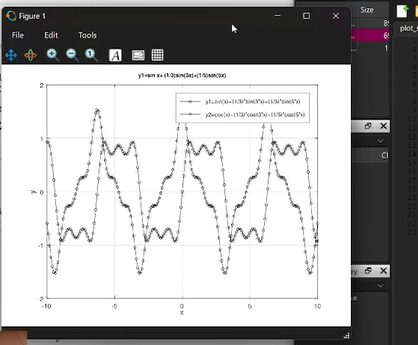 Figure 1
Size
File Edit Tools
plot_s
y1=sin x+(1/3)sin(3x)+(1/5)sin(5x)
y1=sin(x)+(1/3)*sin(3*x)+(1/5)*sin(5*x)
y2=cos(x)+(1/3)*cos(3*x)+(1/5)*cos(5*x)
2
1
0
-1
-2
-10 -5 0 5 10
x
y